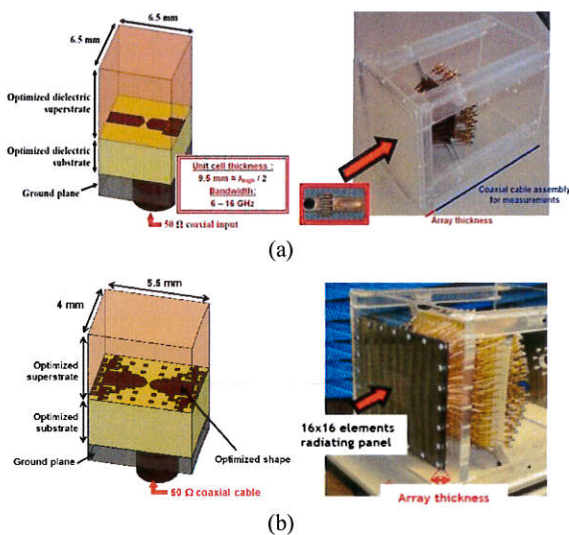 6.5 mm
6.5 mm
Optimized dielectric
superstrate
Optimized dielectric
substrate
Ground plane
Unit cell thickness :
9.5 mm ≈ λhigh / 2
Bandwidth:
6 – 16 GHz
50 Ω coaxial input
Coaxial cable assembly
for measurements
Array thickness
(a)
5.5 mm
4 mm
Optimized
superstrate
Optimized
substrate
Ground plane
Optimized shape
50 Ω coaxial cable
16x16 elements
radiating panel
Array thickness
(b)